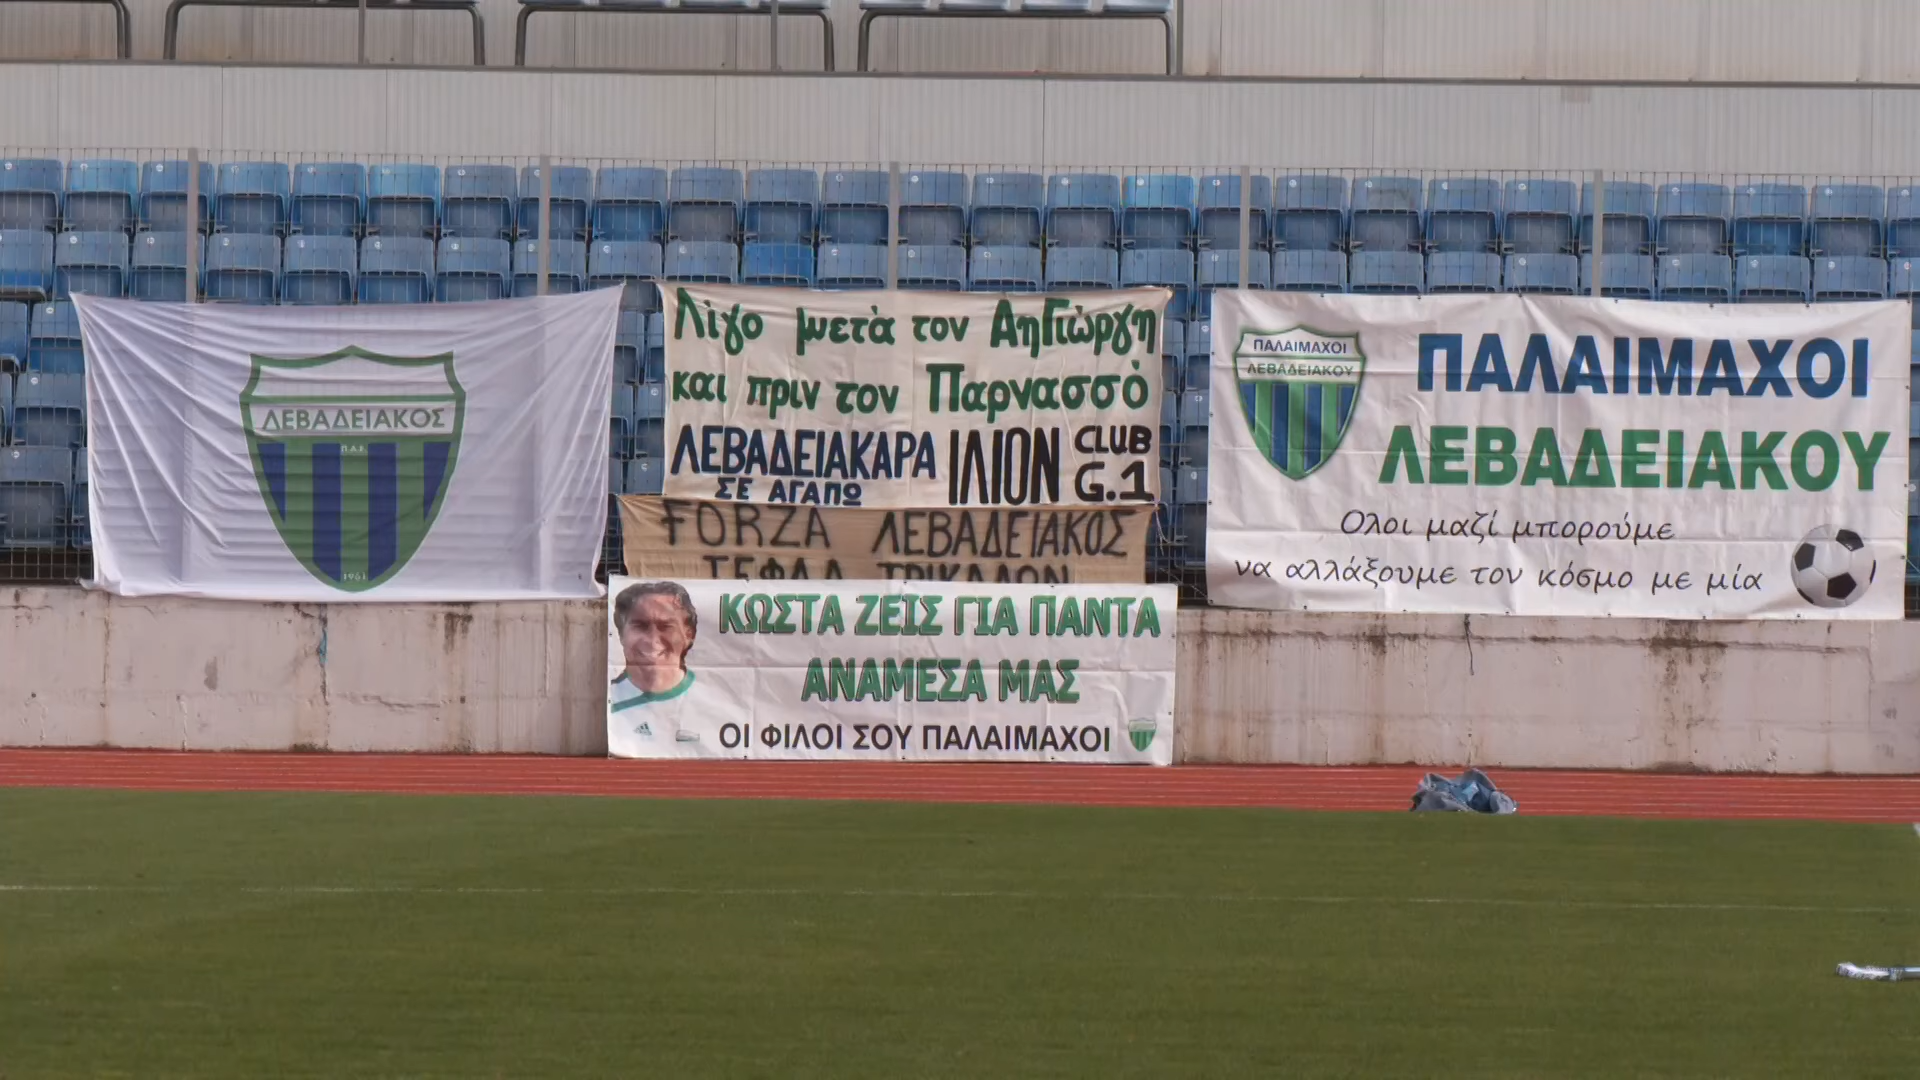 ΛΕΒΑΔΕΙΑΚΟΣ
Π.Α.Σ
1961
Λίγο μετά τον ΑηΓιώργη
και πριν τον Παρνασσό
ΛΕΒΑΔΕΙΑΚΑΡΑ
ΣΕ ΑΓΑΠΩ
ΙΛΙΟΝ
CLUB
G.1
FORZA ΛΕΒΑΔΕΙΑΚΟΣ
ΚΩΣΤΑ ΖΕΙΣ ΓΙΑ ΠΑΝΤΑ
ΑΝΑΜΕΣΑ ΜΑΣ
ΟΙ ΦΙΛΟΙ ΣΟΥ ΠΑΛΑΙΜΑΧΟΙ
ΠΑΛΑΙΜΑΧΟΙ
ΛΕΒΑΔΕΙΑΚΟΥ
ΠΑΛΑΙΜΑΧΟΙ
ΛΕΒΑΔΕΙΑΚΟΥ
Ολοι μαζί μπορούμε
να αλλάξουμε τον κόσμο με μία